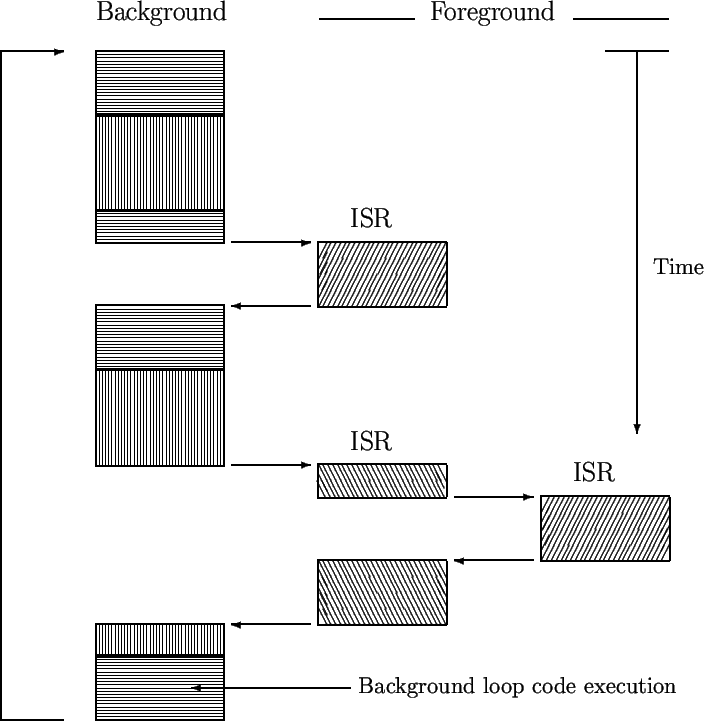 Background Foreground
ISR
Time
ISR
ISR
Background loop code execution